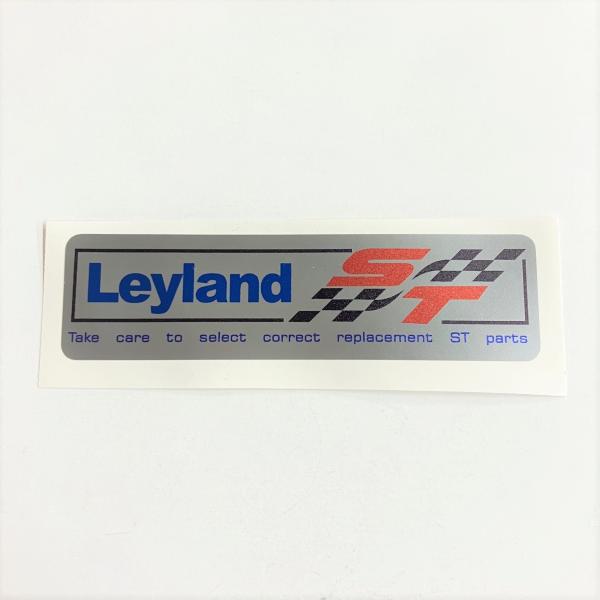 Leyland ST
Take care to select correct replacement ST parts